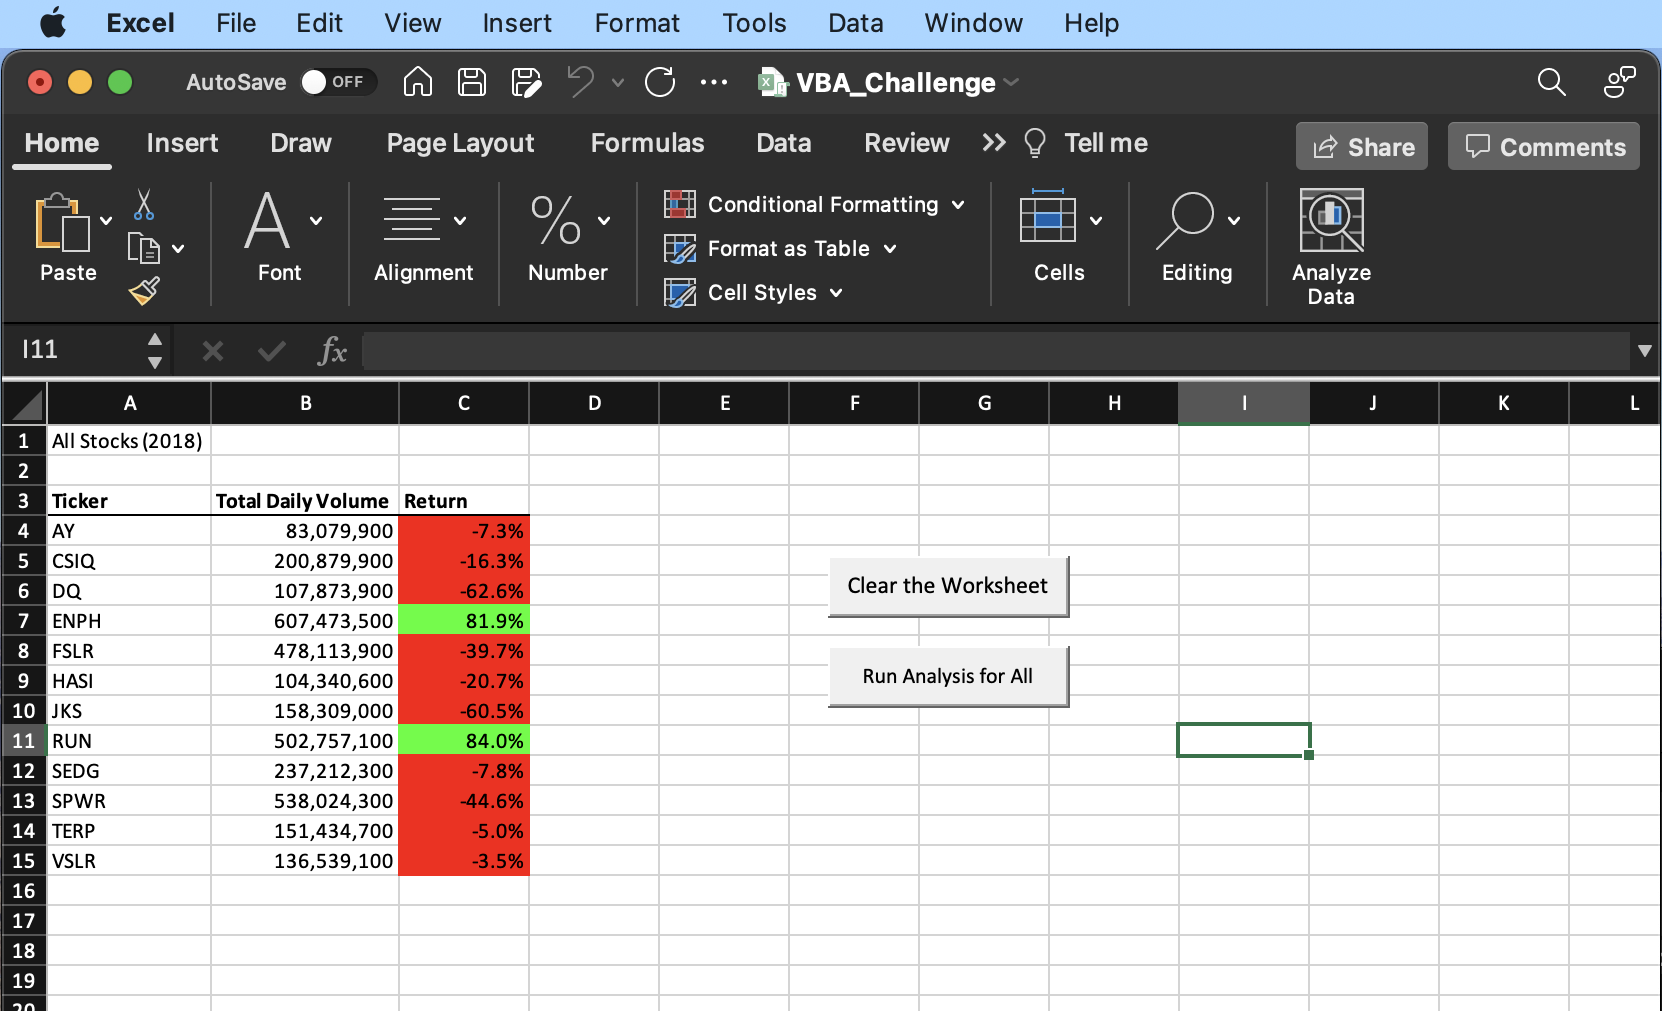 Excel File Edit View Insert Format Tools Data Window Help
AutoSave OFF ... VBA_Challenge
Home Insert Draw Page Layout Formulas Data Review >> Tell me Share Comments
Paste Font Alignment % Number Conditional Formatting Format as Table Cell Styles Cells Editing Analyze Data
I11 fx
A B C D E F G H I J K L
1 All Stocks (2018)
2
3 Ticker Total Daily Volume Return
4 AY 83,079,900 -7.3%
5 CSIQ 200,879,900 -16.3%
6 DQ 107,873,900 -62.6%
7 ENPH 607,473,500 81.9%
8 FSLR 478,113,900 -39.7%
9 HASI 104,340,600 -20.7%
10 JKS 158,309,000 -60.5%
11 RUN 502,757,100 84.0%
12 SEDG 237,212,300 -7.8%
13 SPWR 538,024,300 -44.6%
14 TERP 151,434,700 -5.0%
15 VSLR 136,539,100 -3.5%
16
17
18
19
20
Clear the Worksheet
Run Analysis for All